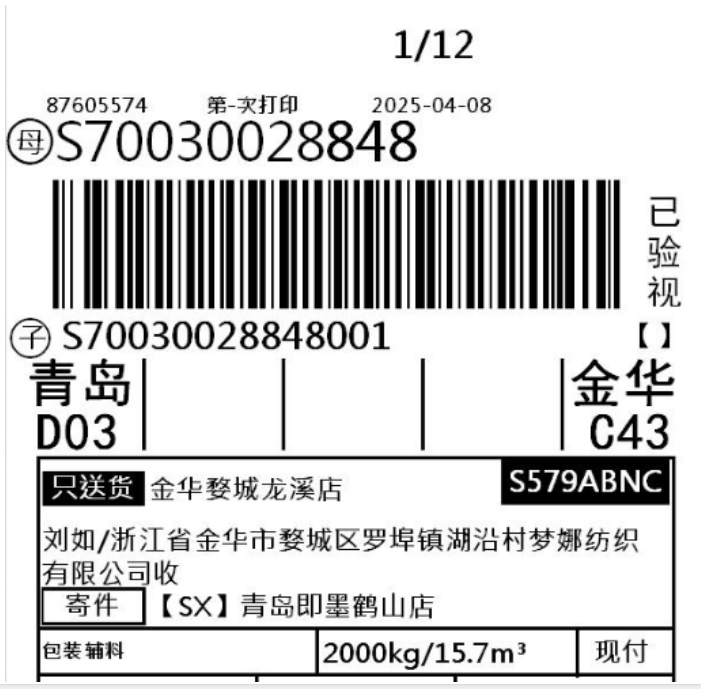 1/12
87605574 第-次打印 2025-04-08
母 S70030028848
已验视
子 S70030028848001 【 】
青岛 金华
D03 C43
只送货 金华婺城龙溪店 S579ABNC
刘如/浙江省金华市婺城区罗埠镇湖沿村梦娜纺织
有限公司收
寄件 【SX】青岛即墨鹤山店
包装辅料 2000kg/15.7m³ 现付